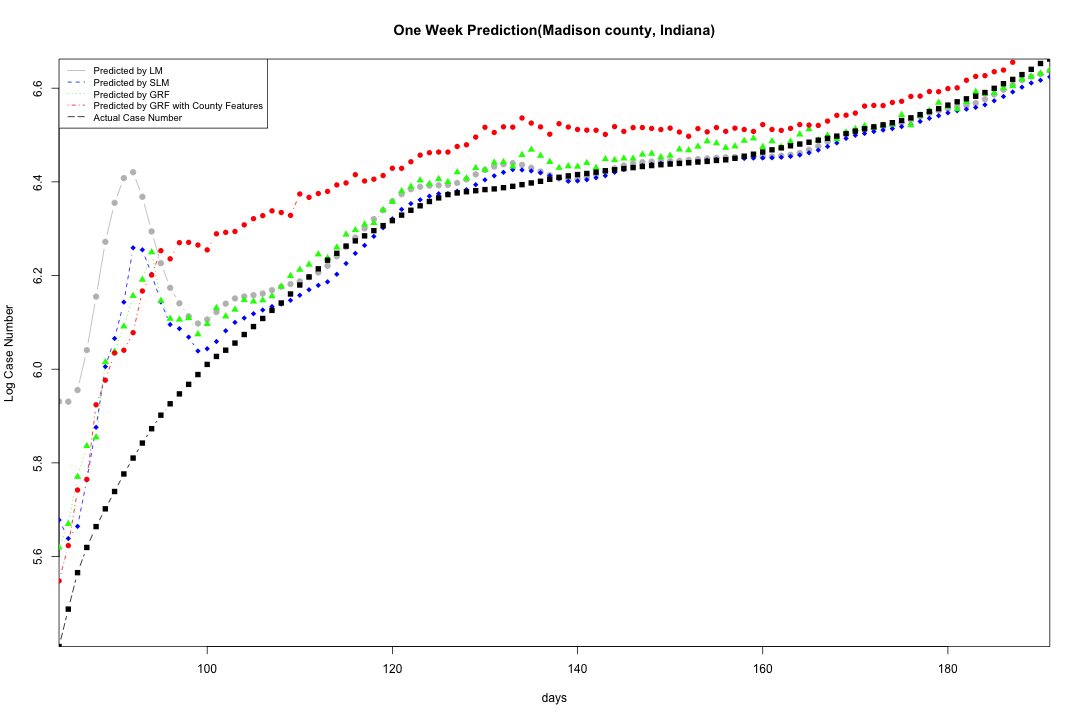 One Week Prediction(Madison county, Indiana)
Predicted by LM
Predicted by SLM
Predicted by GRF
Predicted by GRF with County Features
Actual Case Number
Log Case Number
6.6
6.4
6.2
6.0
5.8
5.6
100 120 140 160 180
days